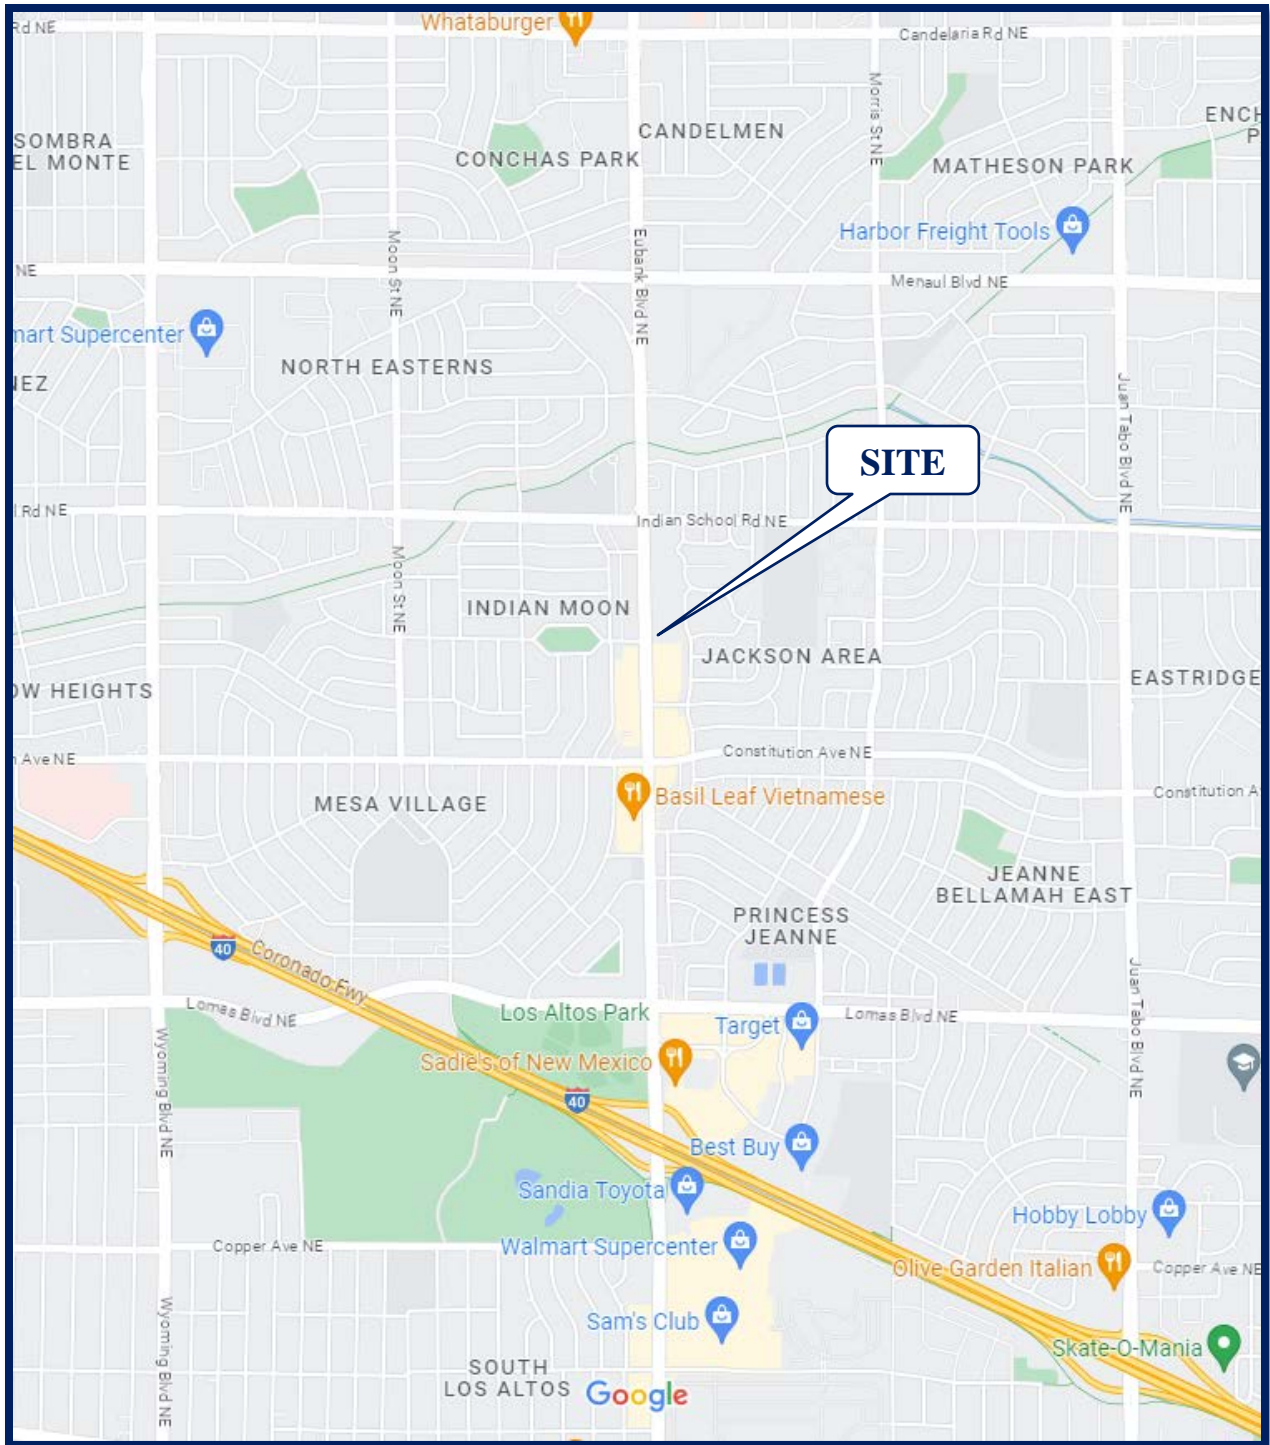 Rd NE
Whataburger
Candelaria Rd NE
Morris St NE
SOMBRA
EL MONTE
CONCHAS PARK
CANDELMEN
ENCH
P
MATHESON PARK
Harbor Freight Tools
Moon St NE
Eubank Blvd NE
NE
Menaul Blvd NE
mart Supercenter
NORTH EASTERNS
NEZ
Juan Tabo Blvd NE
SITE
l Rd NE
Indian School Rd NE
Moon St NE
INDIAN MOON
JACKSON AREA
OW HEIGHTS
EASTRIDGE
n Ave NE
Constitution Ave NE
Basil Leaf Vietnamese
Constitution A
MESA VILLAGE
JEANNE
BELLAMAH EAST
PRINCESS
JEANNE
40
Coronado Fwy
Lomas Blvd NE
Los Altos Park
Target
Lomas Blvd NE
Juan Tabo Blvd NE
Wyoming Blvd NE
Sadie's of New Mexico
40
Best Buy
Sandia Toyota
Hobby Lobby
Copper Ave NE
Walmart Supercenter
Olive Garden Italian
Copper Ave NE
Wyoming Blvd NE
Sam's Club
Skate-O-Mania
SOUTH
LOS ALTOS
Google